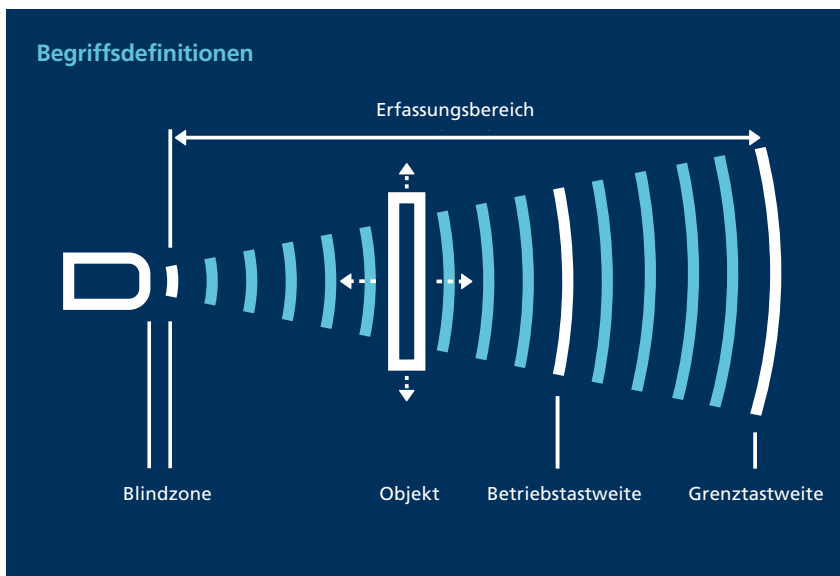 Begriffsdefinitionen
Erfassungsbereich
Blindzone
Objekt
Betriebstastweite
Grenztastweite